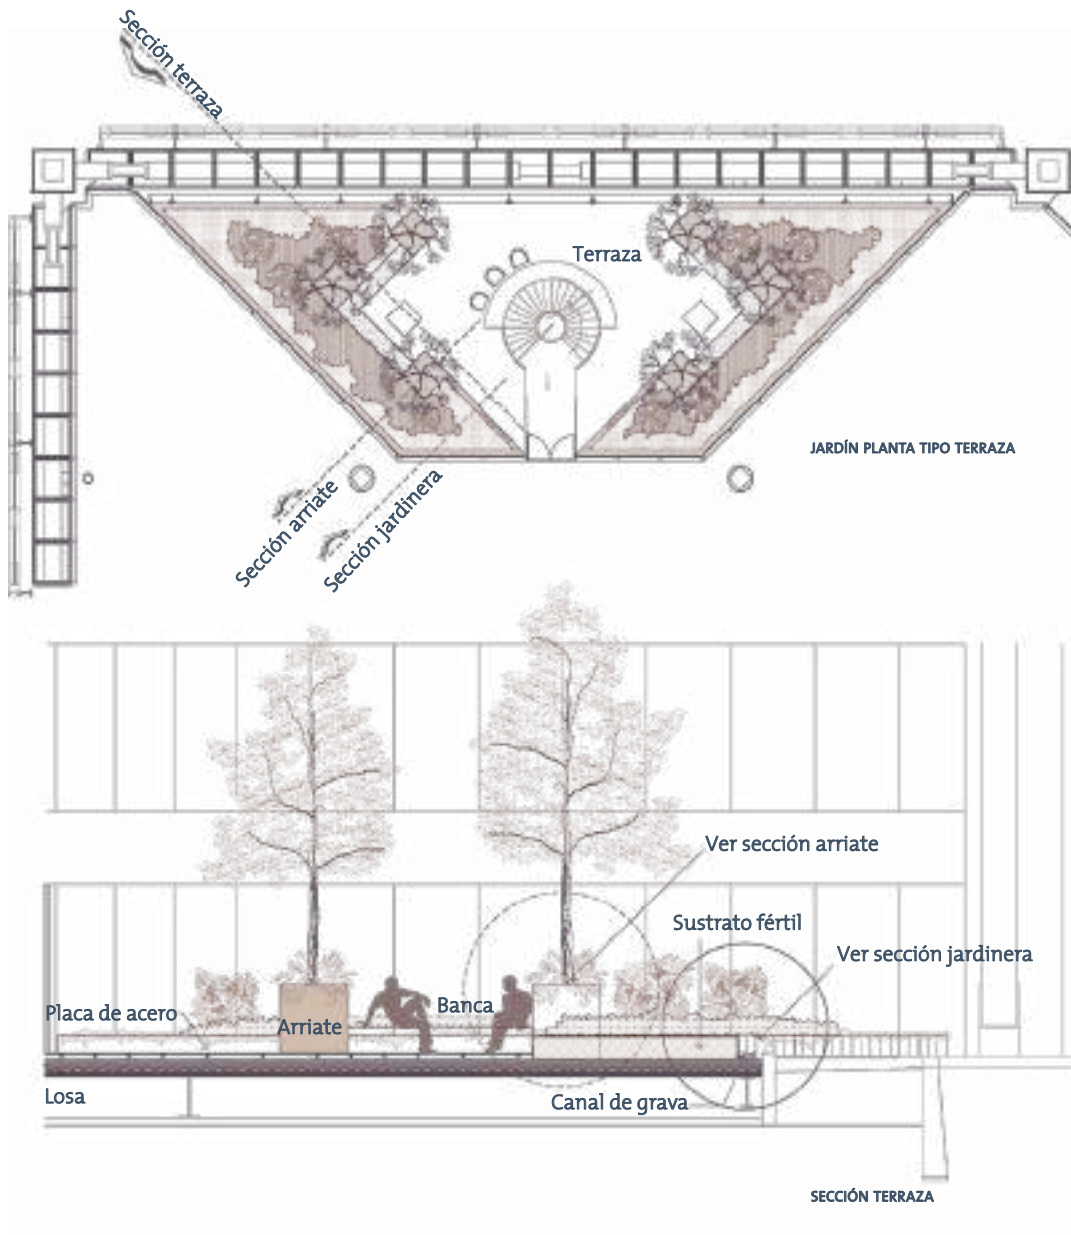 Sección terraza
Terraza
JARDÍN PLANTA TIPO TERRAZA
Sección arriate
Sección jardinera
Ver sección arriate
Sustrato fértil
Ver sección jardinera
Placa de acero
Arriate
Banca
Losa
Canal de grava
SECCIÓN TERRAZA